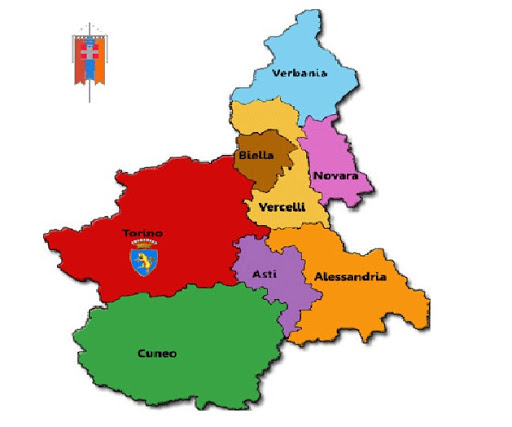 Verbania
Biella
Novara
Vercelli
Torino
Asti
Alessandria
Cuneo